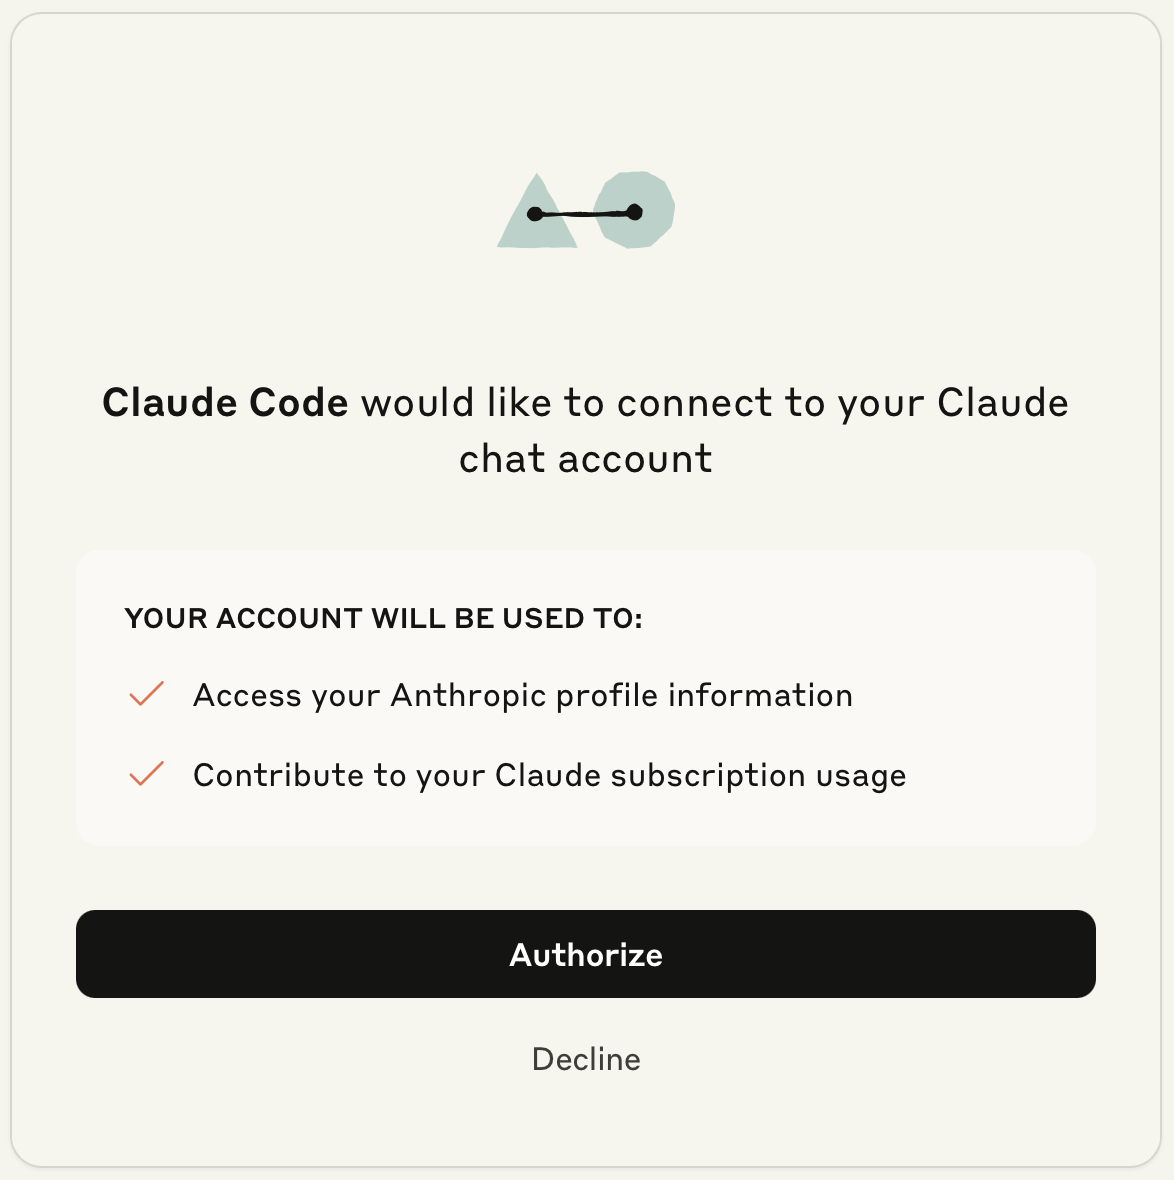 Claude Code would like to connect to your Claude
chat account
YOUR ACCOUNT WILL BE USED TO:
Access your Anthropic profile information
Contribute to your Claude subscription usage
Authorize
Decline